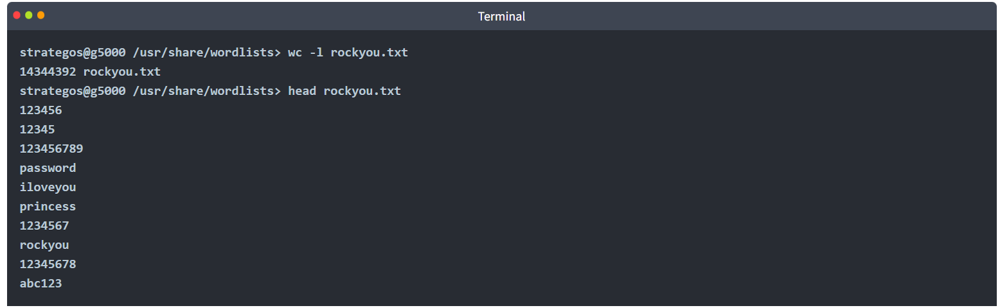 Terminal
strategos@g5000 /usr/share/wordlists> wc -l rockyou.txt
14344392 rockyou.txt
strategos@g5000 /usr/share/wordlists> head rockyou.txt
123456
12345
123456789
password
iloveyou
princess
1234567
rockyou
12345678
abc123